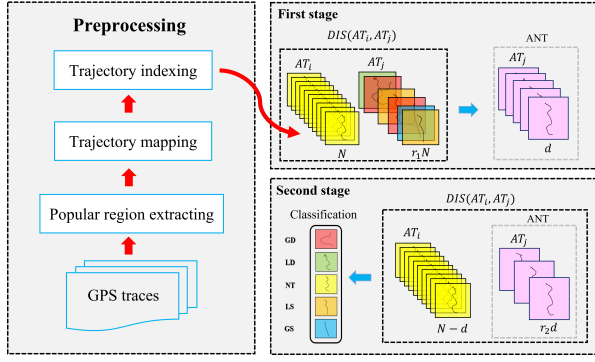 Preprocessing
Trajectory indexing
Trajectory mapping
Popular region extracting
GPS traces
First stage
DIS(AT_i, AT_j)
AT_i
AT_j
N
r_1N
ANT
AT_j
d
Second stage
DIS(AT_i, AT_j)
Classification
GD
LD
NT
LS
GS
AT_i
N − d
ANT
AT_j
r_2d